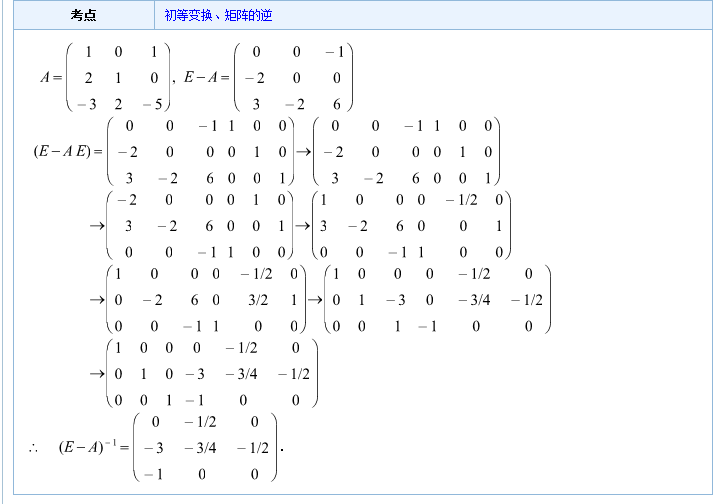 考点 初等变换、矩阵的逆
A = ( 1 0 1 ; 2 1 0 ; −3 2 −5 ), E − A = ( 0 0 −1 ; −2 0 0 ; 3 −2 6 )
(E − A E) = ( 0 0 −1 1 0 0 ; −2 0 0 0 1 0 ; 3 −2 6 0 0 1 ) → ( 0 0 −1 1 0 0 ; −2 0 0 0 1 0 ; 3 −2 6 0 0 1 )
→ ( −2 0 0 0 1 0 ; 3 −2 6 0 0 1 ; 0 0 −1 1 0 0 ) → ( 1 0 0 0 −1/2 0 ; 3 −2 6 0 0 1 ; 0 0 −1 1 0 0 )
→ ( 1 0 0 0 −1/2 0 ; 0 −2 6 0 3/2 1 ; 0 0 −1 1 0 0 ) → ( 1 0 0 0 −1/2 0 ; 0 1 −3 0 −3/4 −1/2 ; 0 0 1 −1 0 0 )
→ ( 1 0 0 0 −1/2 0 ; 0 1 0 −3 −3/4 −1/2 ; 0 0 1 −1 0 0 )
∴ (E − A)⁻¹ = ( 0 −1/2 0 ; −3 −3/4 −1/2 ; −1 0 0 ) .